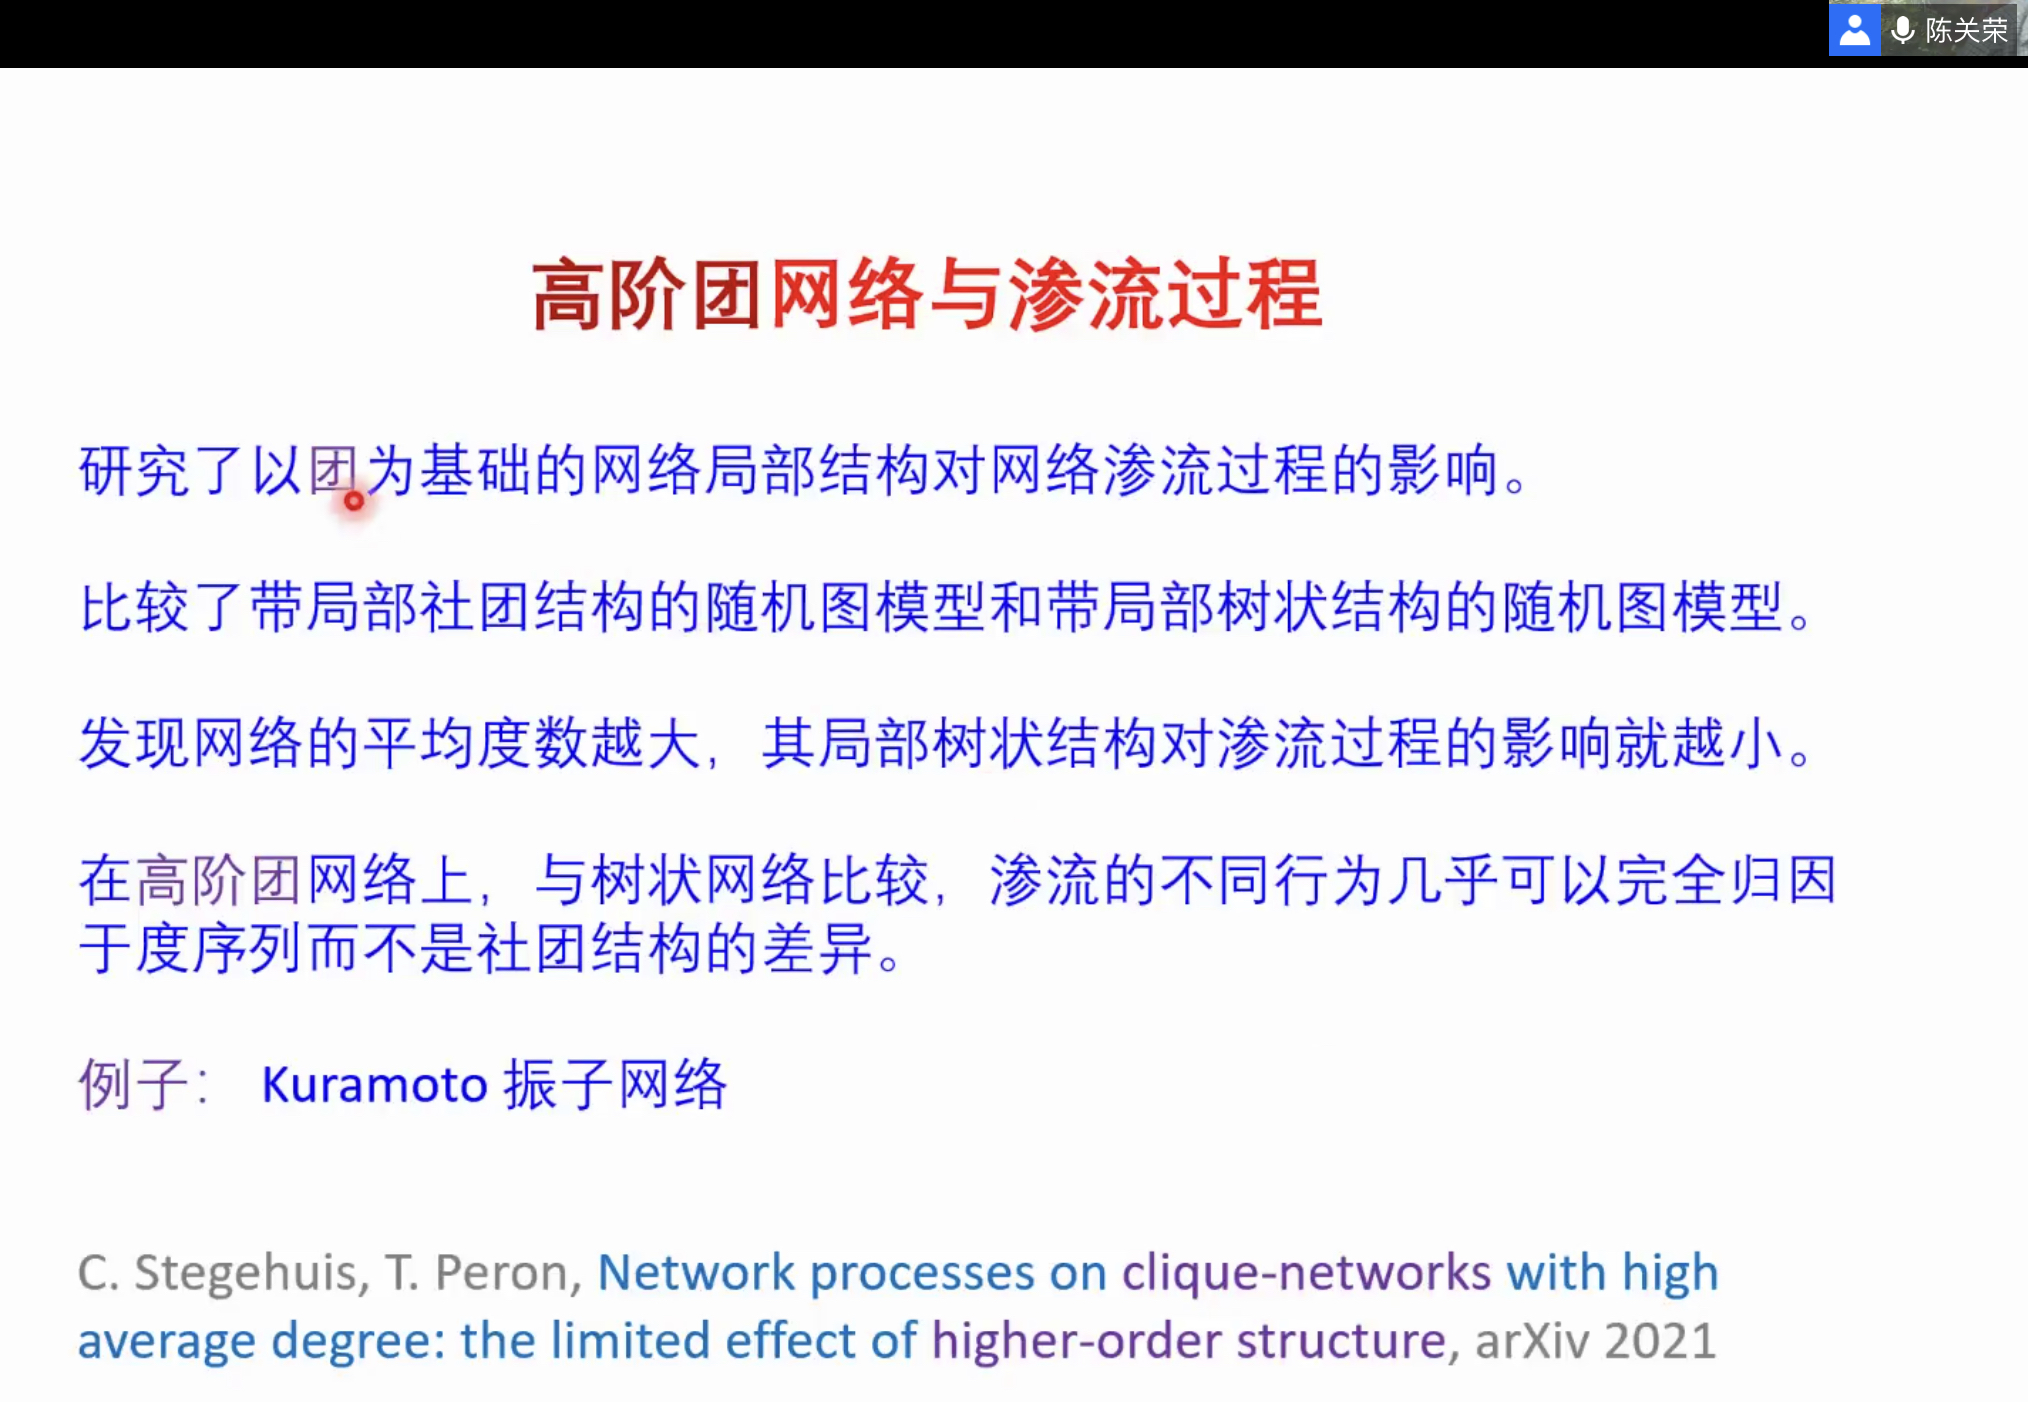 陈关荣
高阶团网络与渗流过程
研究了以团为基础的网络局部结构对网络渗流过程的影响。
比较了带局部社团结构的随机图模型和带局部树状结构的随机图模型。
发现网络的平均度数越大，其局部树状结构对渗流过程的影响就越小。
在高阶团网络上，与树状网络比较，渗流的不同行为几乎可以完全归因
于度序列而不是社团结构的差异。
例子： Kuramoto 振子网络
C. Stegehuis, T. Peron, Network processes on clique-networks with high
average degree: the limited effect of higher-order structure, arXiv 2021